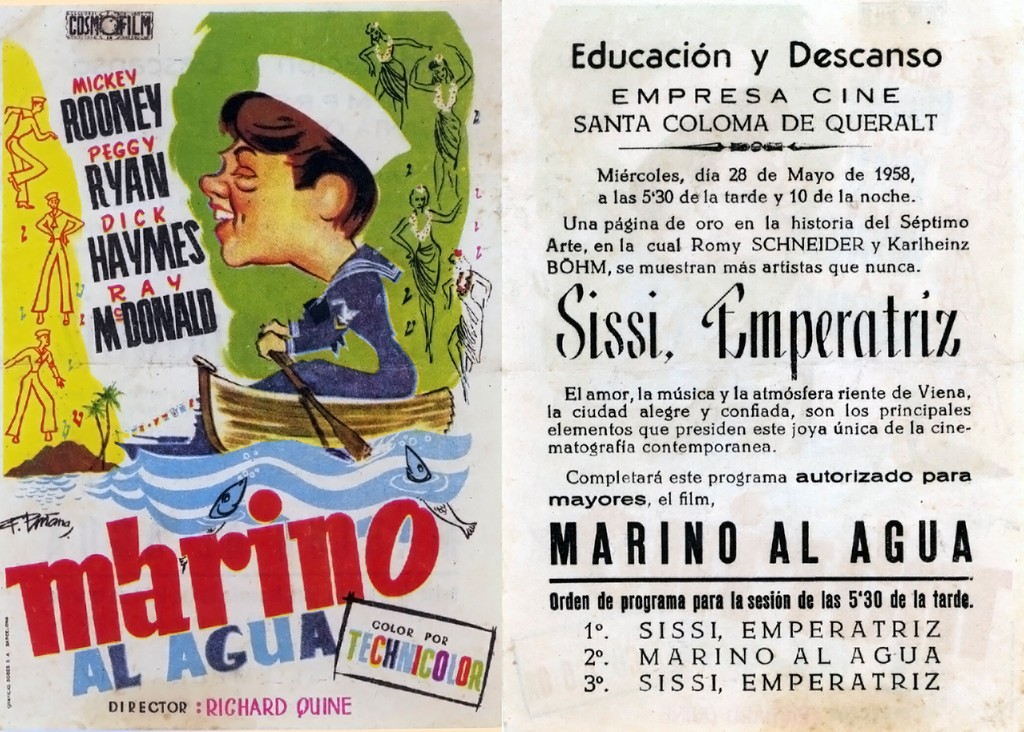 COSMOFILM
MICKEY
ROONEY
PEGGY
RYAN
DICK
HAYMES
RAY
McDONALD
marino
AL AGUA
COLOR POR
TECHNICOLOR
DIRECTOR : RICHARD QUINE
Educación y Descanso
EMPRESA CINE
SANTA COLOMA DE QUERALT
Miércoles, día 28 de Mayo de 1958,
a las 5'30 de la tarde y 10 de la noche.
Una página de oro en la historia del Séptimo
Arte, en la cual Romy SCHNEIDER y Karlheinz
BÖHM, se muestran más artistas que nunca.
Sissi, Emperatriz
El amor, la música y la atmósfera riente de Viena,
la ciudad alegre y confiada, son los principales
elementos que presiden este joya única de la cine-
matografía contemporanea.
Completará este programa autorizado para
mayores, el film,
MARINO AL AGUA
Orden de programa para la sesión de las 5'30 de la tarde.
1º. SISSI, EMPERATRIZ
2º. MARINO AL AGUA
3º. SISSI, EMPERATRIZ